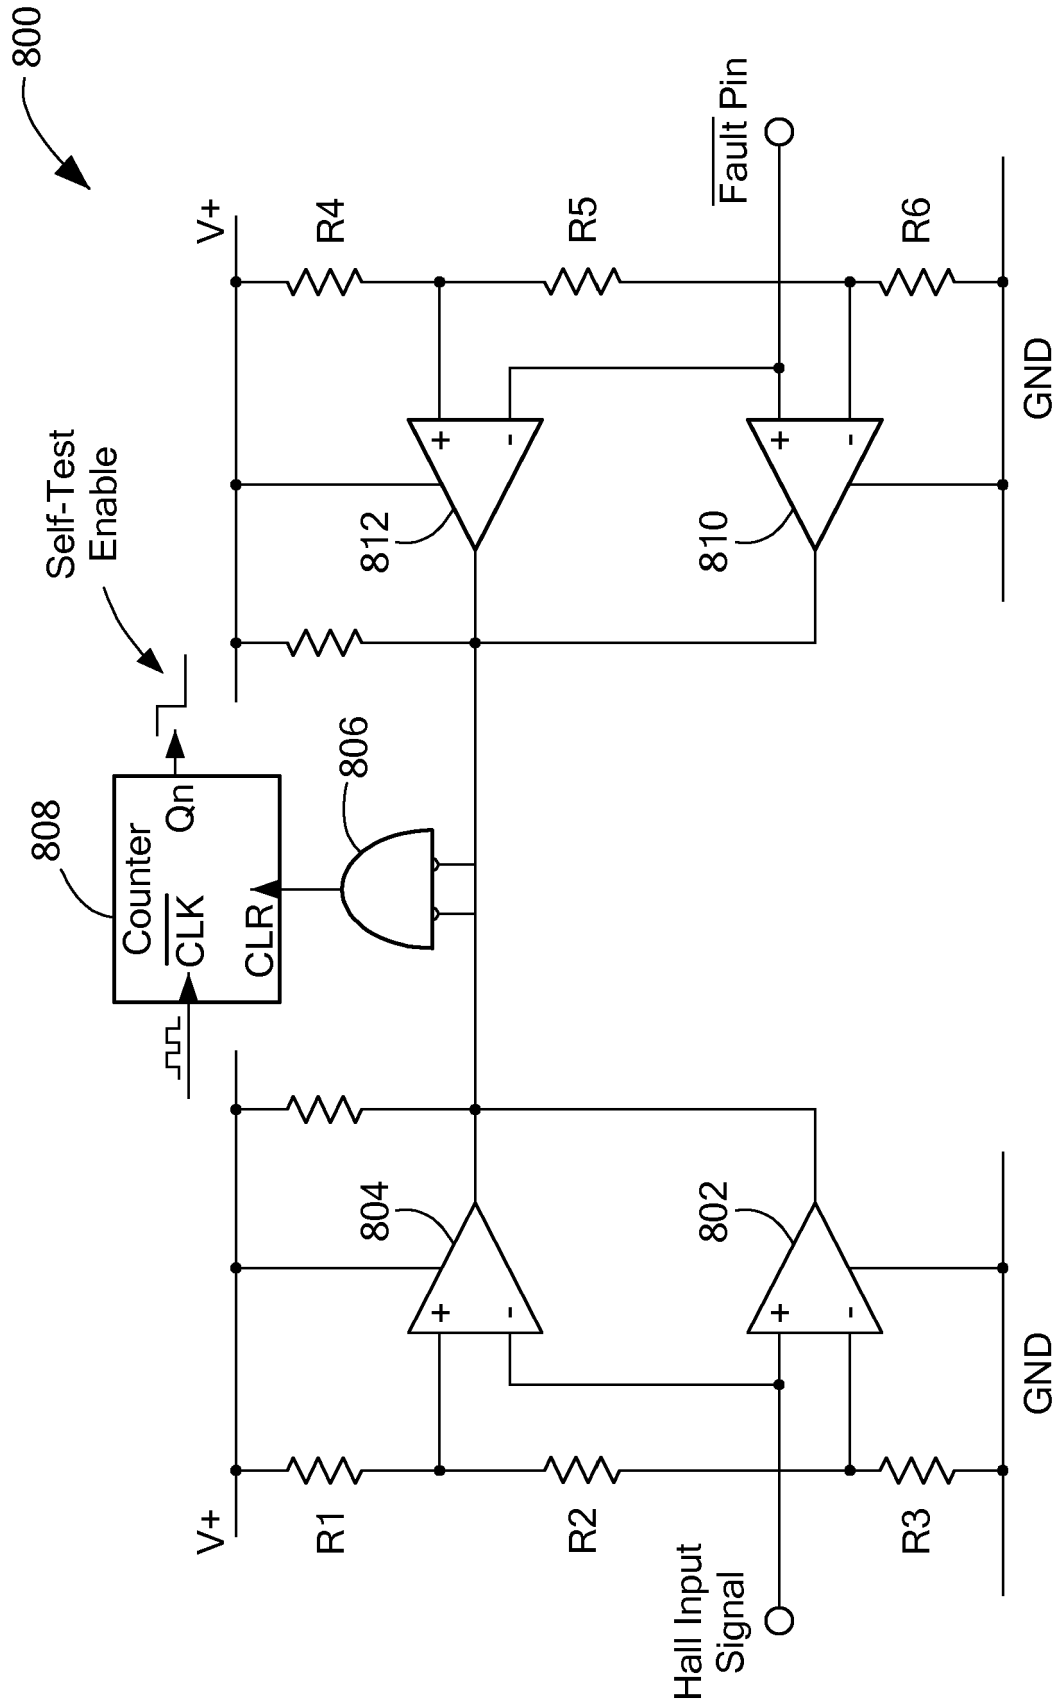 800
Self-Test
Enable
808
Counter
CLK
Qn
CLR
806
V+
V+
R1
R2
R3
R4
R5
R6
804
+
-
802
+
-
812
+
-
810
+
-
Hall Input
Signal
Fault Pin
GND
GND